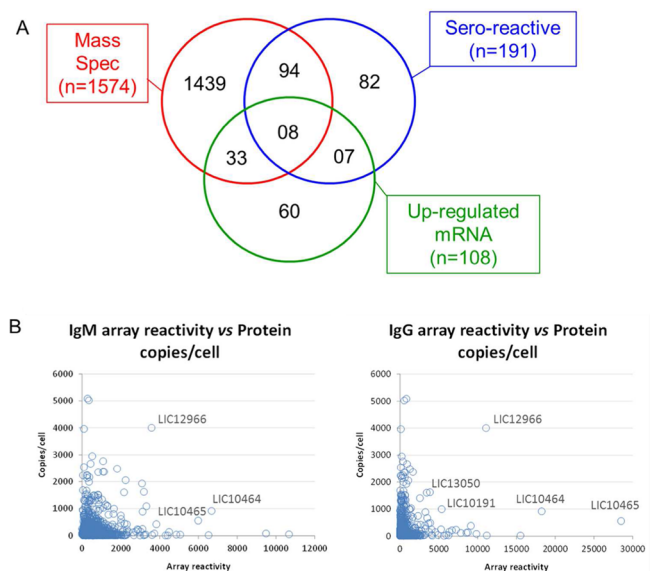 A
Mass
Spec
(n=1574)
Sero-reactive
(n=191)
1439
94
82
08
33
07
60
Up-regulated
mRNA
(n=108)
B
IgM array reactivity vs Protein
copies/cell
6000
5000
4000
3000
2000
1000
0
Copies/cell
LIC12966
LIC10465
LIC10464
0
2000
4000
6000
8000
10000
12000
Array reactivity
IgG array reactivity vs Protein
copies/cell
6000
5000
4000
3000
2000
1000
0
Copies/cell
LIC12966
LIC13050
LIC10191
LIC10464
LIC10465
0
5000
10000
15000
20000
25000
30000
Array reactivity